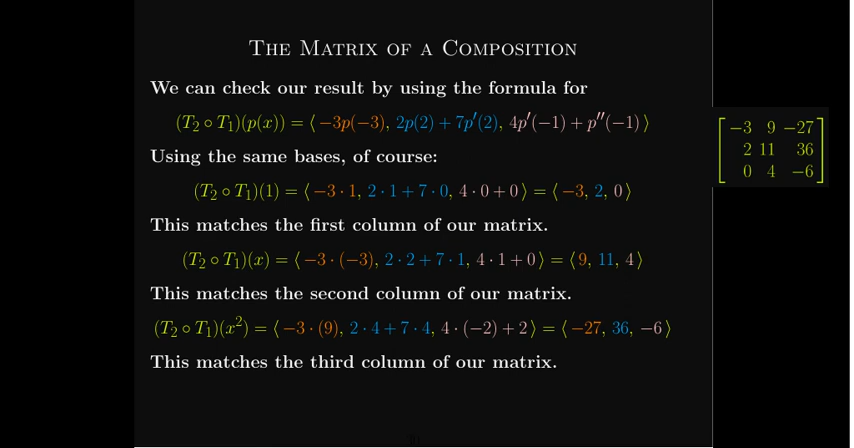 The Matrix of a Composition
We can check our result by using the formula for
(T₂ ∘ T₁)(p(x)) = ⟨ −3p(−3), 2p(2) + 7p′(2), 4p′(−1) + p″(−1) ⟩
Using the same bases, of course:
(T₂ ∘ T₁)(1) = ⟨ −3 · 1, 2 · 1 + 7 · 0, 4 · 0 + 0 ⟩ = ⟨ −3, 2, 0 ⟩
This matches the first column of our matrix.
(T₂ ∘ T₁)(x) = ⟨ −3 · (−3), 2 · 2 + 7 · 1, 4 · 1 + 0 ⟩ = ⟨ 9, 11, 4 ⟩
This matches the second column of our matrix.
(T₂ ∘ T₁)(x²) = ⟨ −3 · (9), 2 · 4 + 7 · 4, 4 · (−2) + 2 ⟩ = ⟨ −27, 36, −6 ⟩
This matches the third column of our matrix.
−3 9 −27
2 11 36
0 4 −6